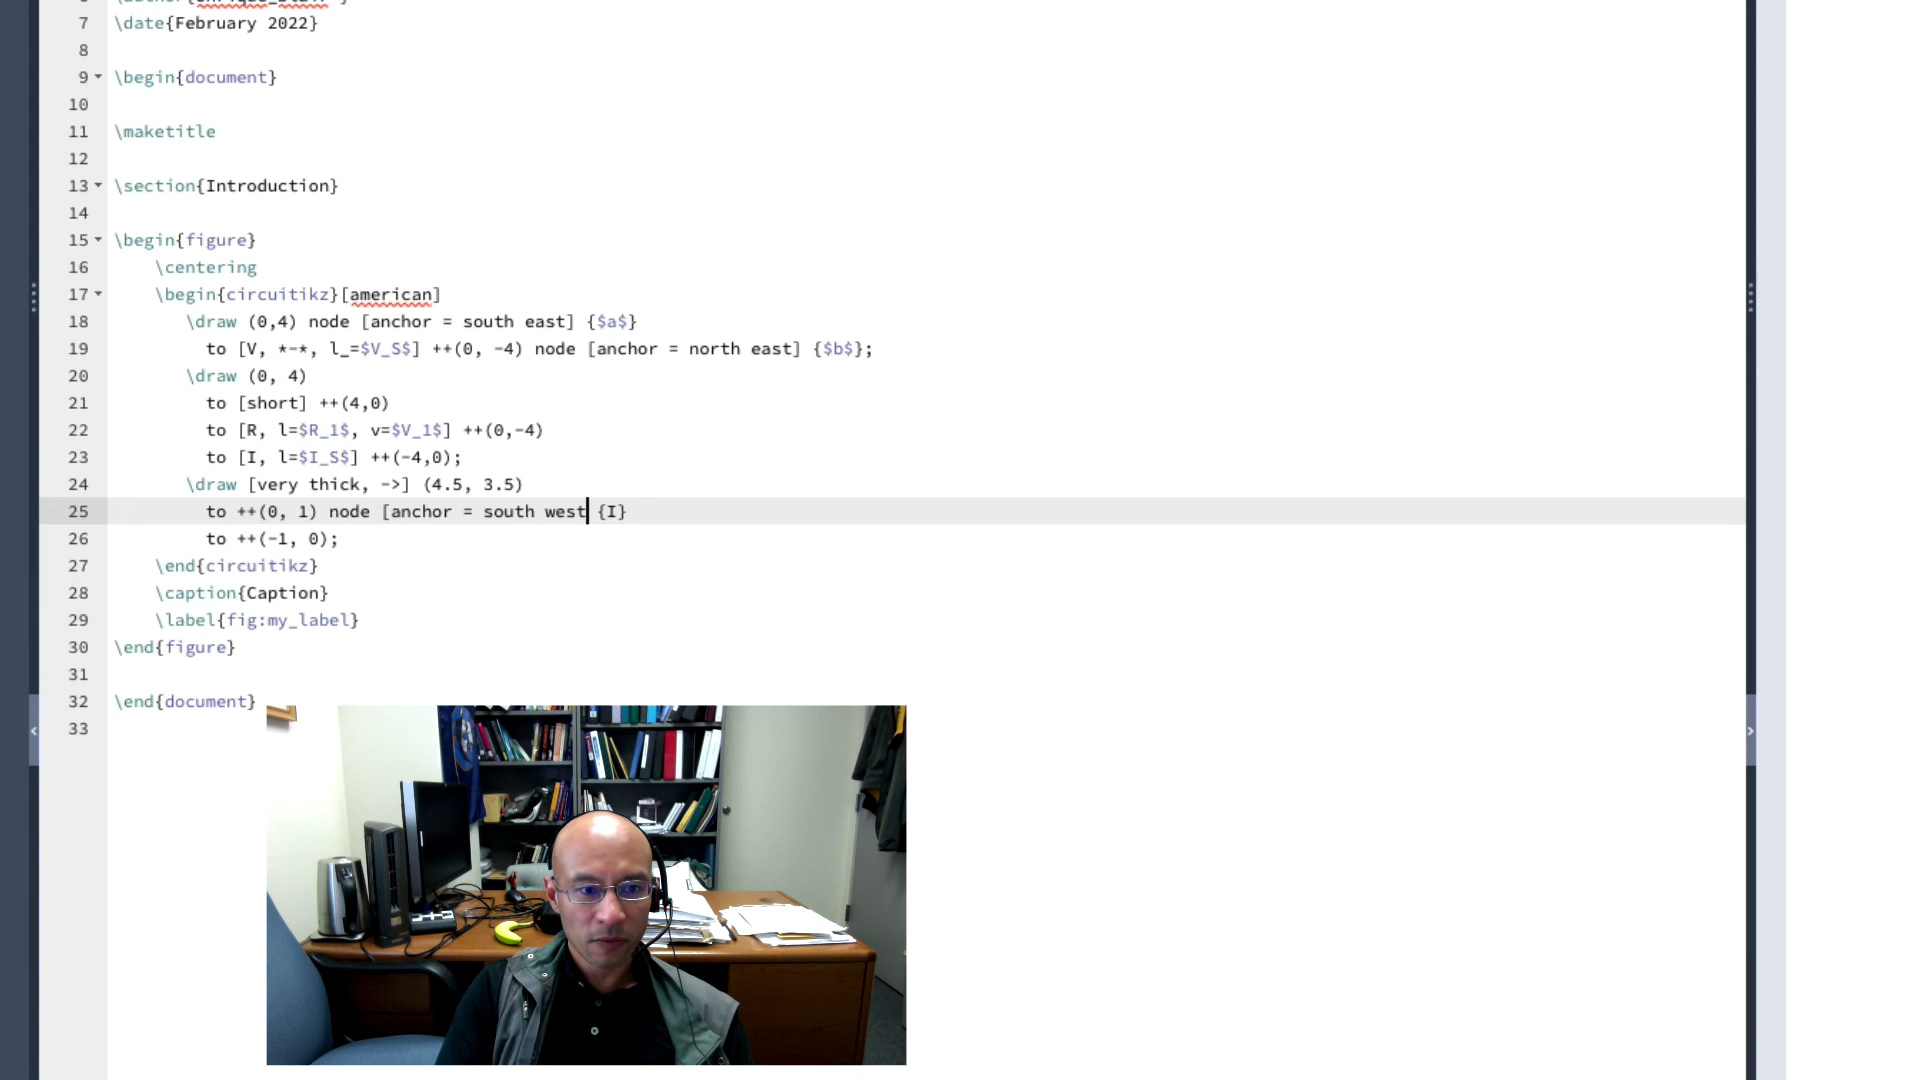 7 \date{February 2022}
8
9 \begin{document}
10
11 \maketitle
12
13 \section{Introduction}
14
15 \begin{figure}
16 \centering
17 \begin{circuitikz}[american]
18 \draw (0,4) node [anchor = south east] {$a$}
19 to [V, *-*, l_=$V_S$] ++(0, -4) node [anchor = north east] {$b$};
20 \draw (0, 4)
21 to [short] ++(4,0)
22 to [R, l=$R_1$, v=$V_1$] ++(0,-4)
23 to [I, l=$I_S$] ++(-4,0);
24 \draw [very thick, ->] (4.5, 3.5)
25 to ++(0, 1) node [anchor = south west {I}
26 to ++(-1, 0);
27 \end{circuitikz}
28 \caption{Caption}
29 \label{fig:my_label}
30 \end{figure}
31
32 \end{document}
33